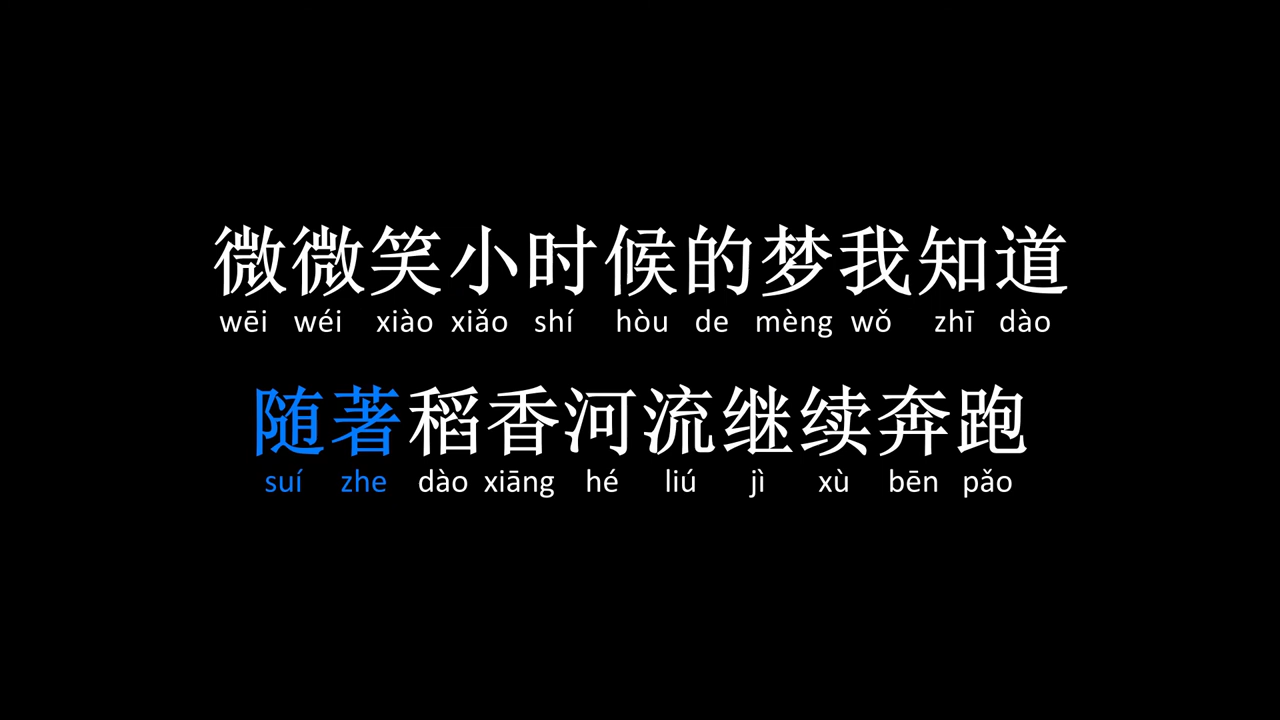 微微笑小时候的梦我知道
wēi wéi xiào xiǎo shí hòu de mèng wǒ zhī dào
随著稻香河流继续奔跑
suí zhe dào xiāng hé liú jì xù bēn pǎo